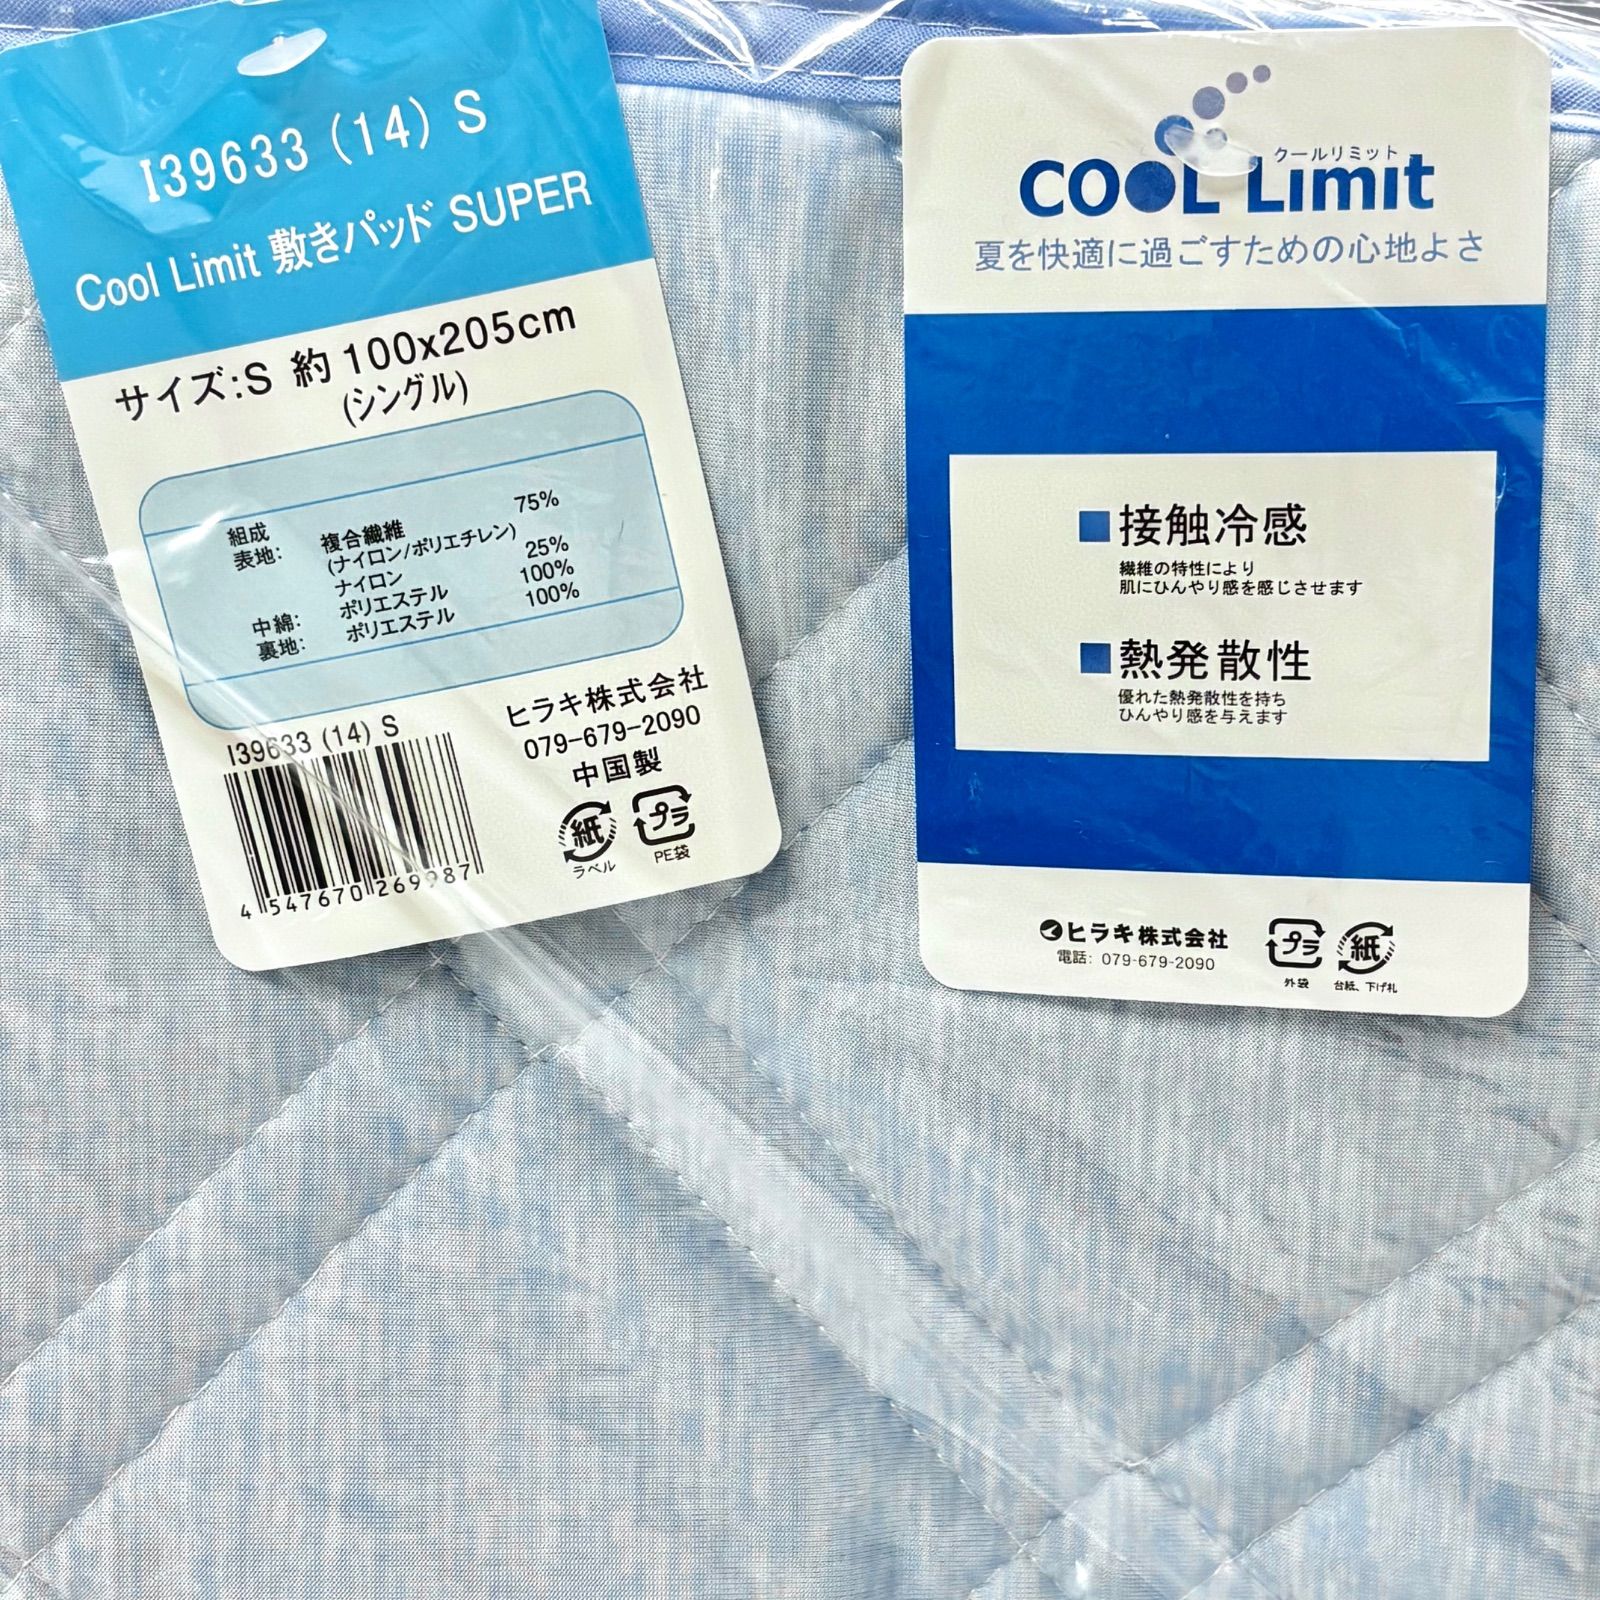 I39633 (14) S
Cool Limit 敷きパッド SUPER
サイズ:S 約 100x205cm
(シングル)
組成
表地: 複合繊維 75%
(ナイロン/ポリエチレン)
ナイロン 25%
中綿: ポリエステル 100%
裏地: ポリエステル 100%
I39633 (14) S
4 547670 269987
ヒラキ株式会社
079-679-2090
中国製
紙 プラ
ラベル PE袋
クールリミット
COOL Limit
夏を快適に過ごすための心地よさ
■接触冷感
繊維の特性により
肌にひんやり感を感じさせます
■熱発散性
優れた熱発散性を持ち
ひんやり感を与えます
ヒラキ株式会社
電話: 079-679-2090
プラ 紙
外袋 台紙、下げ札